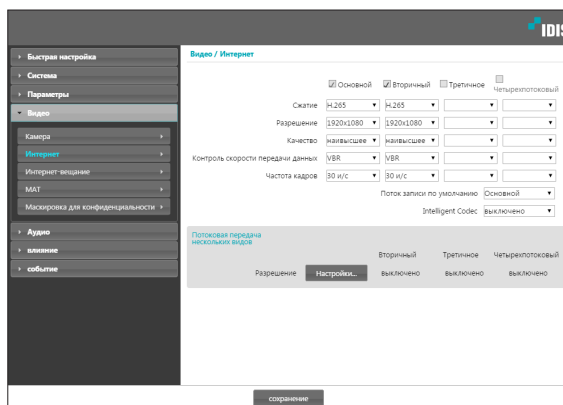 IDIS
Быстрая настройка
Система
Параметры
Видео
Камера
Интернет
Интернет-вещание
MAT
Маскировка для конфиденциальности
Аудио
влияние
событие
Видео / Интернет
Основной Вторичный Третичное Четырехпотоковый
Сжатие H.265 H.265
Разрешение 1920x1080 1920x1080
Качество наивысшее наивысшее
Контроль скорости передачи данных VBR VBR
Частота кадров 30 и/с 30 и/с
Поток записи по умолчанию Основной
Intelligent Codec выключено
Потоковая передача
нескольких видов
Вторичный Третичное Четырехпотоковый
Разрешение Настройки... выключено выключено выключено
сохранение